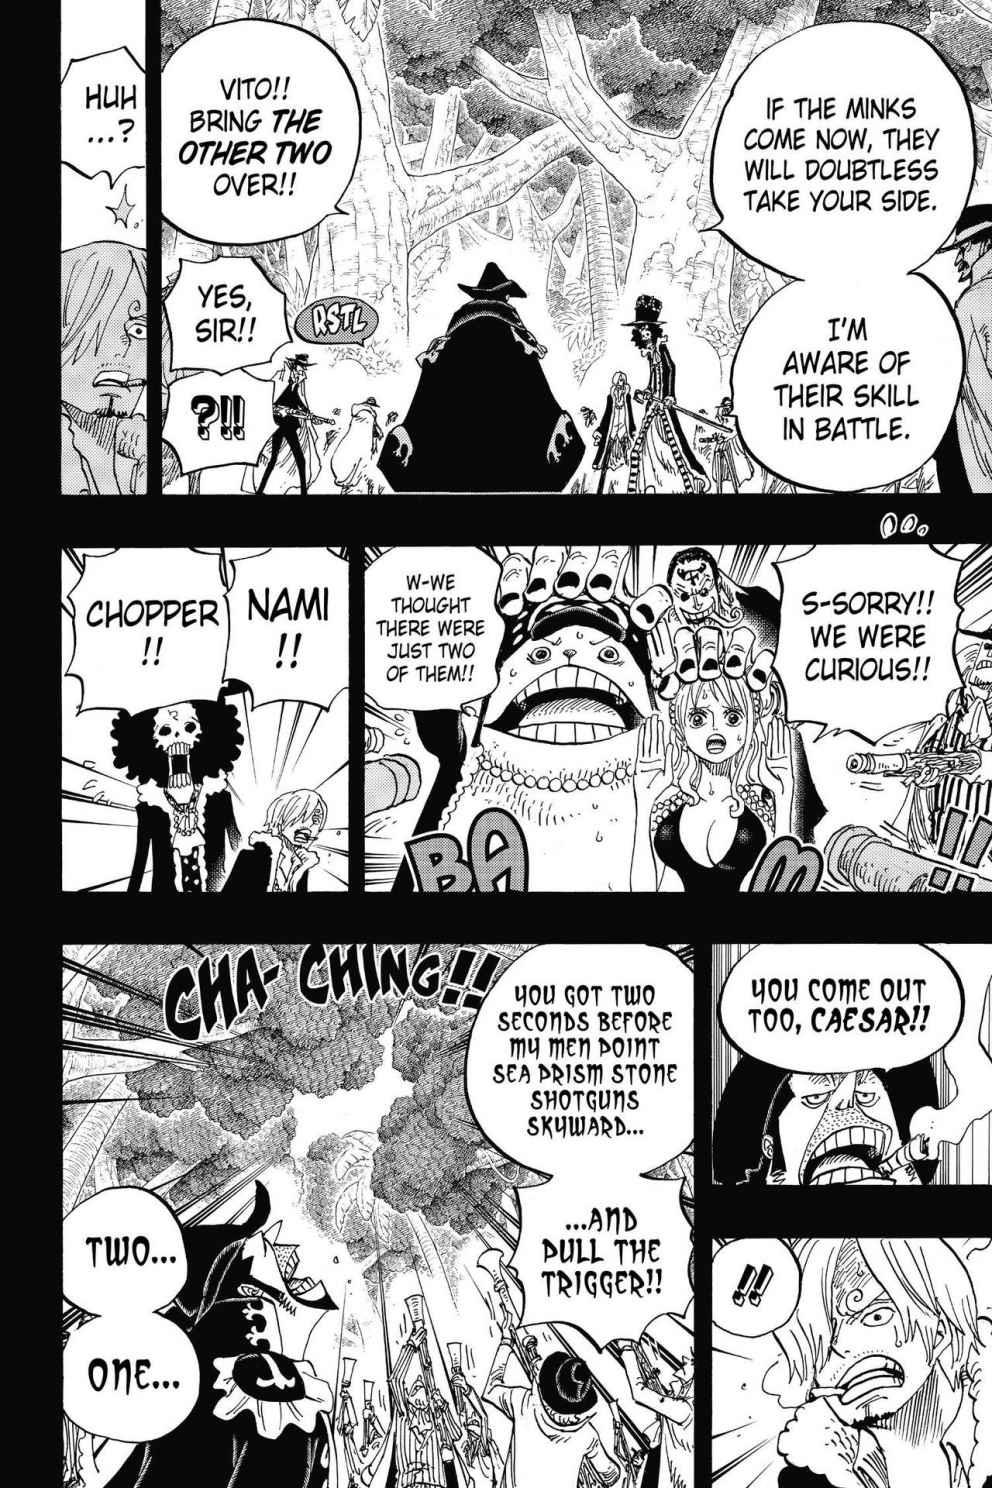 IF THE MINKS
COME NOW, THEY
WILL DOUBTLESS
TAKE YOUR SIDE.
I'M
AWARE OF
THEIR SKILL
IN BATTLE.
VITO!!
BRING THE
OTHER TWO
OVER!!
YES,
SIR!!
RSTL
?!!
HUH
...?
S-SORRY!!
WE WERE
CURIOUS!!
W-WE
THOUGHT
THERE WERE
JUST TWO
OF THEM!!
BA
M
!!
NAMI
!!
CHOPPER
!!
YOU COME OUT
TOO, CAESAR!!
!!
YOU GOT TWO
SECONDS BEFORE
MY MEN POINT
SEA PRISM STONE
SHOTGUNS
SKYWARD...
...AND
PULL THE
TRIGGER!!
CHA-CHING!!
TWO...
ONE...